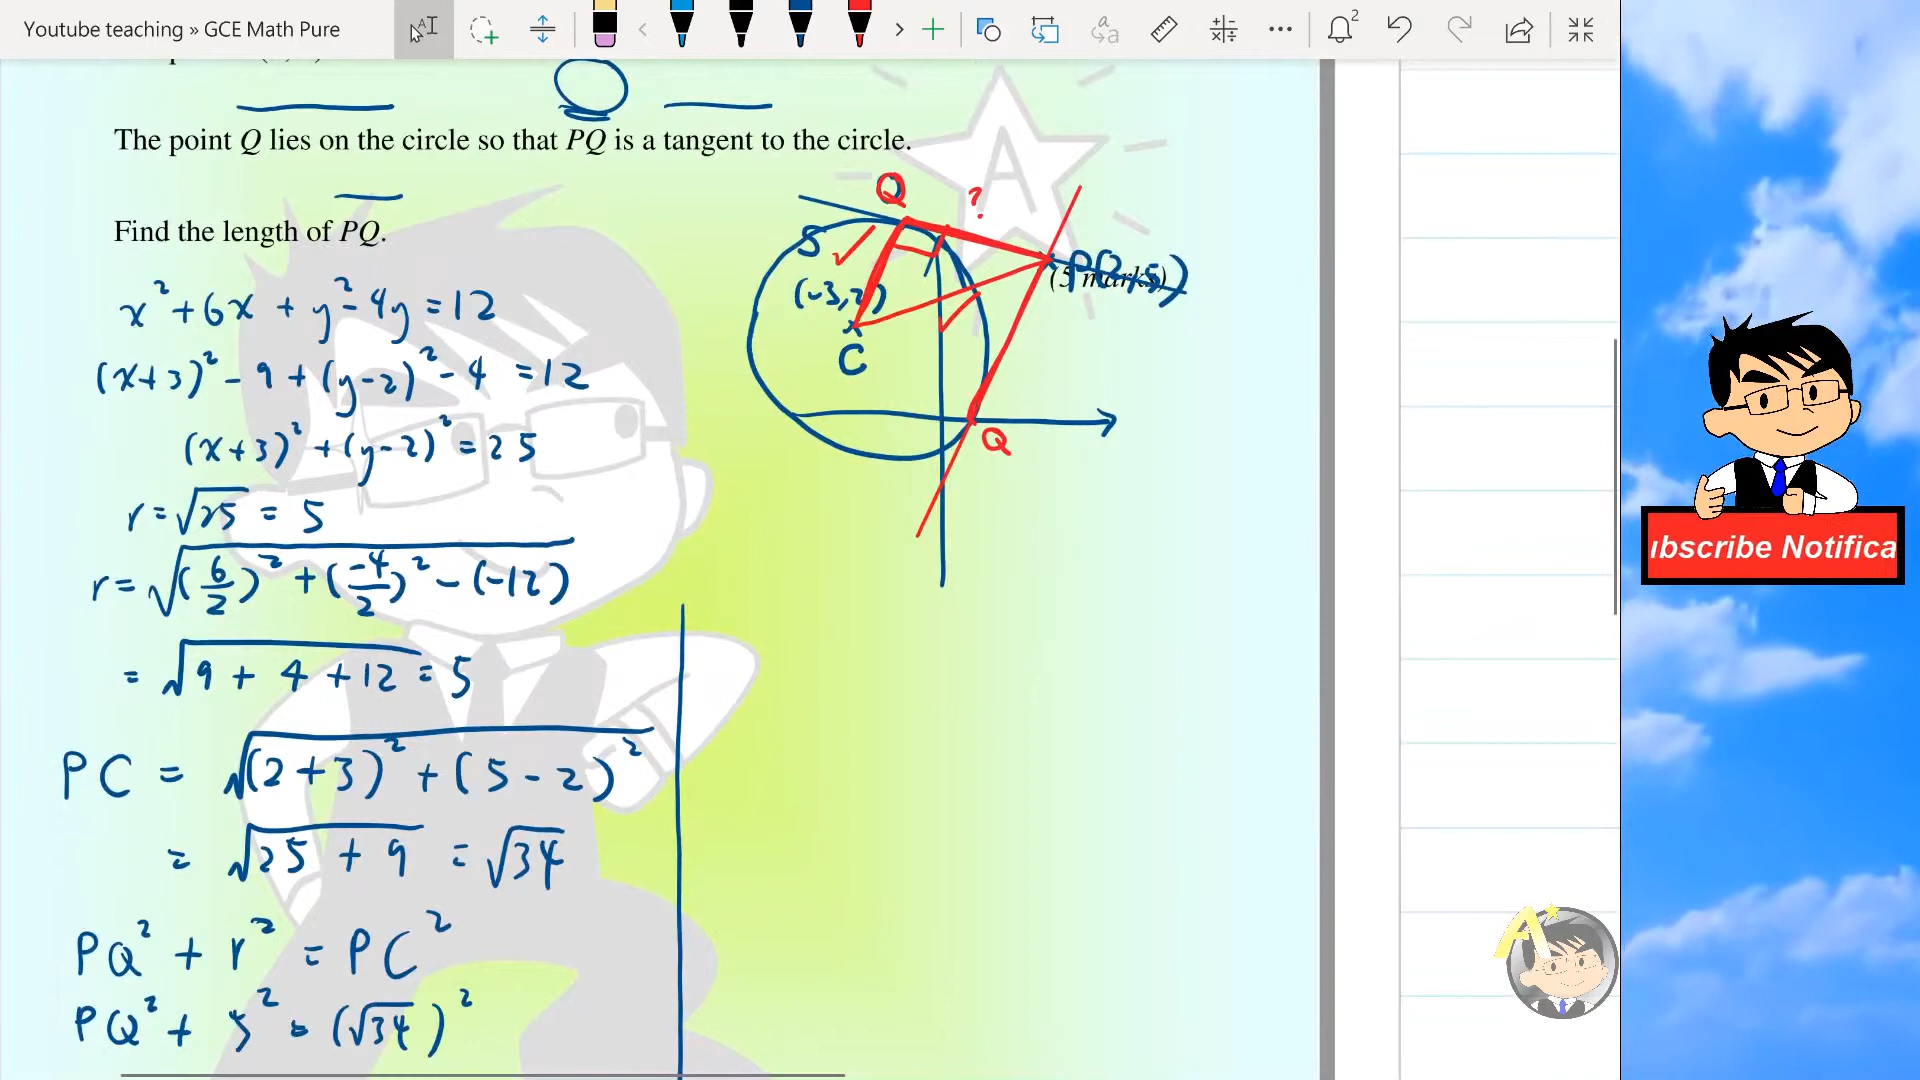 Youtube teaching » GCE Math Pure
The point Q lies on the circle so that PQ is a tangent to the circle.
Find the length of PQ.
(5 marks)
Q
?
5
(-3,2)
P(2,5)
C
Q
x² + 6x + y² - 4y = 12
(x+3)² - 9 + (y-2)² - 4 = 12
(x+3)² + (y-2)² = 25
r = √25 = 5
r = √(6/2)² + (-4/2)² - (-12)
= √9 + 4 + 12 = 5
PC = √(2+3)² + (5-2)²
= √25 + 9 = √34
PQ² + r² = PC²
PQ² + 5² = (√34)²
A
ubscribe Notifica
A